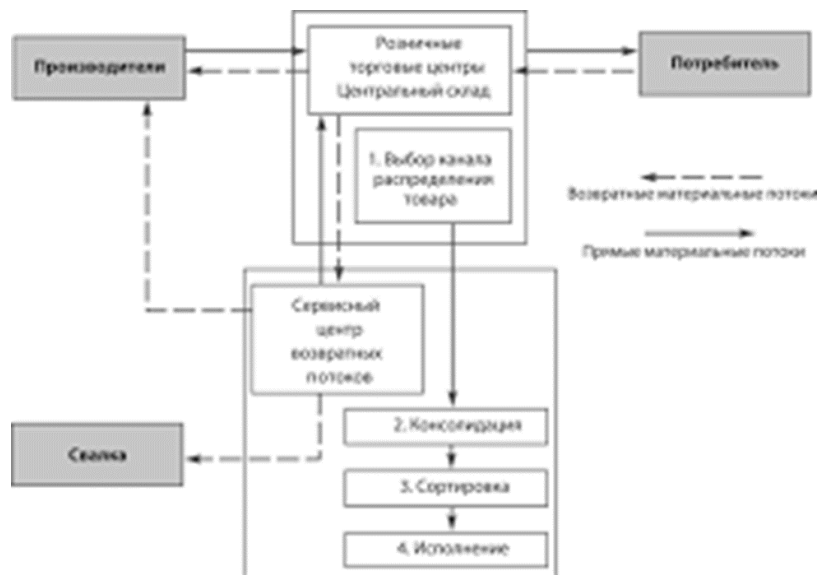 Производители
Розничные
торговые центры
Центральный склад
Потребитель
1. Выбор канала
распределения
товара
Возвратные материальные потоки
Прямые материальные потоки
Сервисный
центр
возвратных
потоков
2. Консолидация
Свалка
3. Сортировка
4. Исполнение